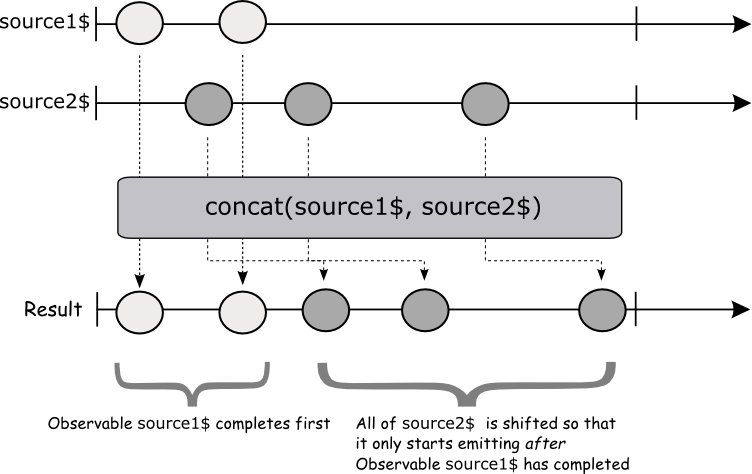 source1$
source2$
concat(source1$, source2$)
Result
Observable source1$ completes first
All of source2$ is shifted so that
it only starts emitting after
Observable source1$ has completed